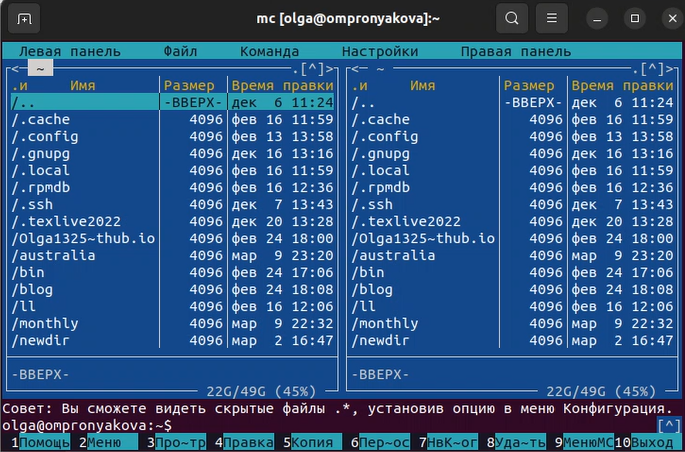 mc [olga@ompronyakova]:~
Левая панель Файл Команда Настройки Правая панель
<— ~ .[^]> <— ~ .[^]>
.и Имя Размер Время правки .и Имя Размер Время правки
/.. -ВВЕРХ- дек 6 11:24 /.. -ВВЕРХ- дек 6 11:24
/.cache 4096 фев 16 11:59 /.cache 4096 фев 16 11:59
/.config 4096 фев 13 13:58 /.config 4096 фев 13 13:58
/.gnupg 4096 дек 16 13:16 /.gnupg 4096 дек 16 13:16
/.local 4096 фев 16 11:59 /.local 4096 фев 16 11:59
/.rpmdb 4096 фев 16 12:36 /.rpmdb 4096 фев 16 12:36
/.ssh 4096 дек 7 13:43 /.ssh 4096 дек 7 13:43
/.texlive2022 4096 дек 20 13:28 /.texlive2022 4096 дек 20 13:28
/Olga1325~thub.io 4096 фев 24 18:00 /Olga1325~thub.io 4096 фев 24 18:00
/australia 4096 мар 9 23:20 /australia 4096 мар 9 23:20
/bin 4096 фев 24 17:06 /bin 4096 фев 24 17:06
/blog 4096 фев 24 18:08 /blog 4096 фев 24 18:08
/ll 4096 фев 16 12:06 /ll 4096 фев 16 12:06
/monthly 4096 мар 9 22:32 /monthly 4096 мар 9 22:32
/newdir 4096 мар 2 16:47 /newdir 4096 мар 2 16:47
-ВВЕРХ- -ВВЕРХ-
22G/49G (45%) 22G/49G (45%)
Совет: Вы сможете видеть скрытые файлы .*, установив опцию в меню Конфигурация.
olga@ompronyakova:~$ [^]
1Помощь 2Меню 3Про~тр 4Правка 5Копия 6Пер~ос 7НвК~ог 8Уда~ть 9МенюMC 10Выход